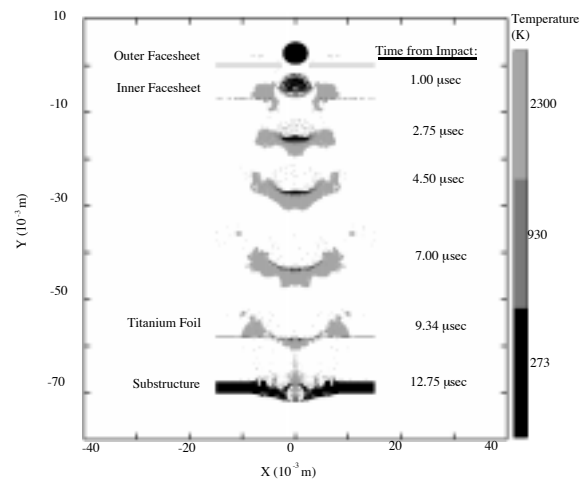 10
Temperature
(K)
Outer Facesheet
Time from Impact:
Inner Facesheet
1.00 µsec
-10
2300
2.75 µsec
4.50 µsec
-30
930
Y (10⁻³ m)
7.00 µsec
-50
Titanium Foil
9.34 µsec
273
-70
Substructure
12.75 µsec
-40
-20
0
20
40
X (10⁻³ m)